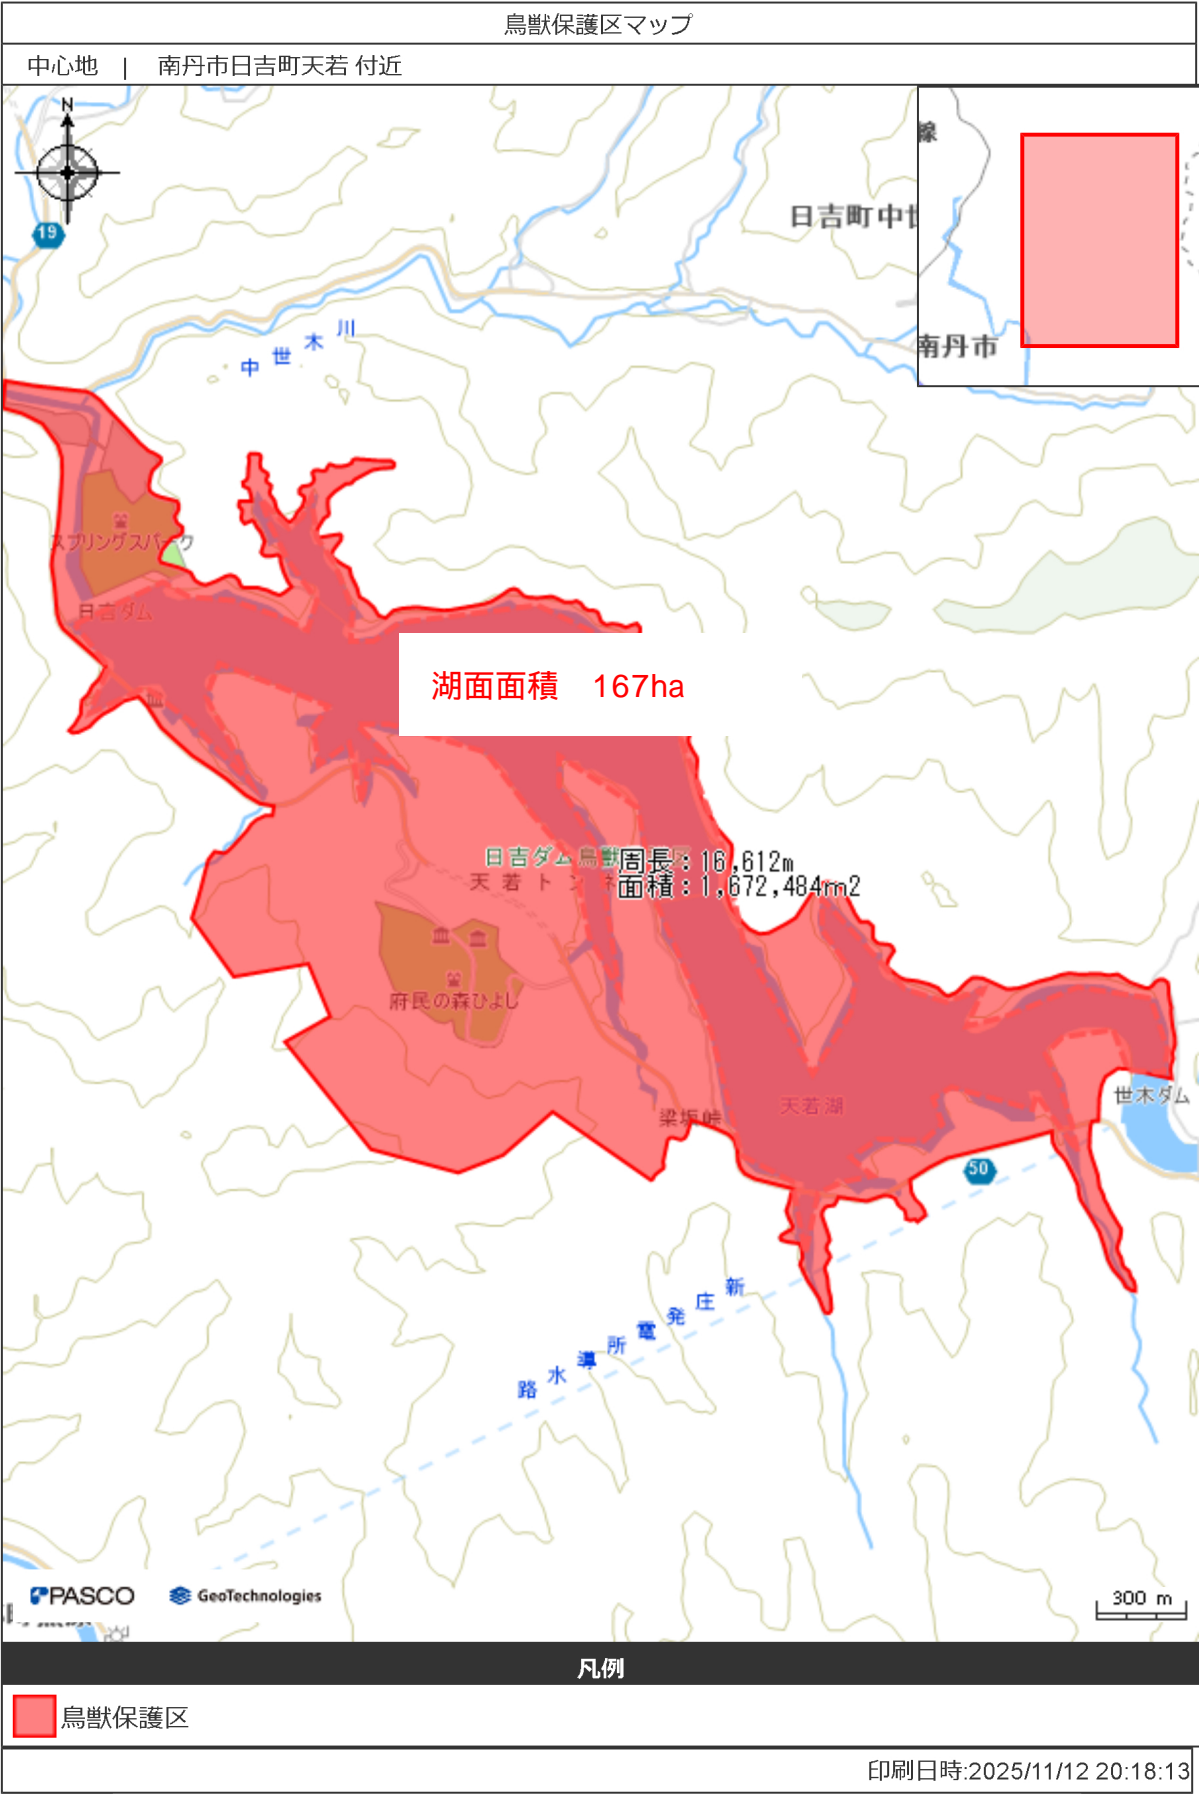 鳥獣保護区マップ
中心地 | 南丹市日吉町天若 付近
N
19
日吉町中世
線
南丹市
中世木川
スプリングスパーク
日吉ダム
湖面面積 167ha
日吉ダム鳥獣
区
周長：16,612m
天若トンネ
面積：1,672,484m2
府民の森ひよし
梁坂峠
天若湖
世木ダム
50
新庄発電所導水路
PASCO
GeoTechnologies
300 m
凡例
鳥獣保護区
印刷日時:2025/11/12 20:18:13